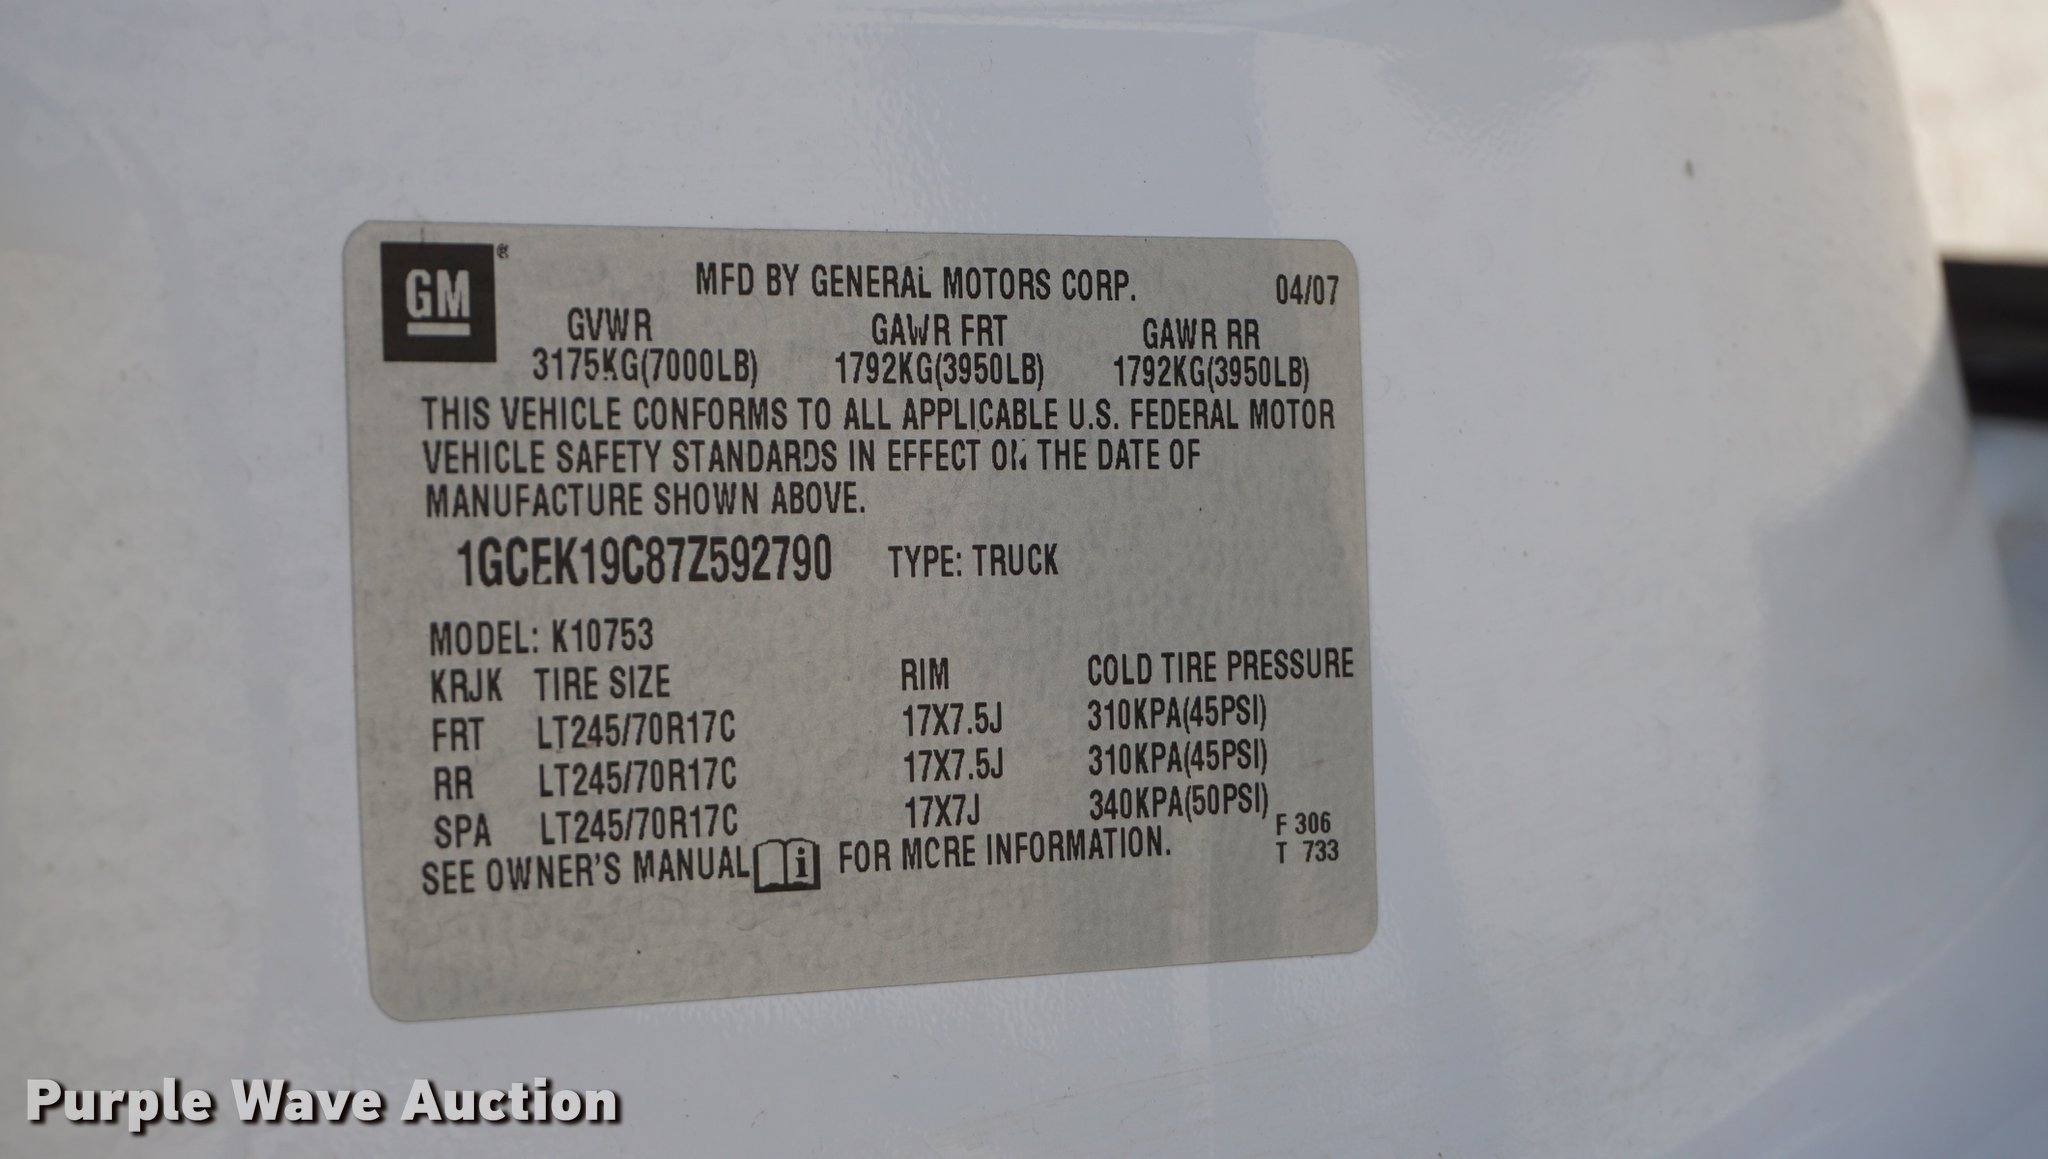 GM®
MFD BY GENERAL MOTORS CORP. 04/07
GVWR GAWR FRT GAWR RR
3175KG(7000LB) 1792KG(3950LB) 1792KG(3950LB)
THIS VEHICLE CONFORMS TO ALL APPLICABLE U.S. FEDERAL MOTOR
VEHICLE SAFETY STANDARDS IN EFFECT ON THE DATE OF
MANUFACTURE SHOWN ABOVE.
1GCEK19C87Z592790 TYPE: TRUCK
MODEL: K10753
KRJK TIRE SIZE RIM COLD TIRE PRESSURE
FRT LT245/70R17C 17X7.5J 310KPA(45PSI)
RR LT245/70R17C 17X7.5J 310KPA(45PSI)
SPA LT245/70R17C 17X7J 340KPA(50PSI)
SEE OWNER'S MANUAL i FOR MORE INFORMATION.
F 306
T 733
Purple Wave Auction